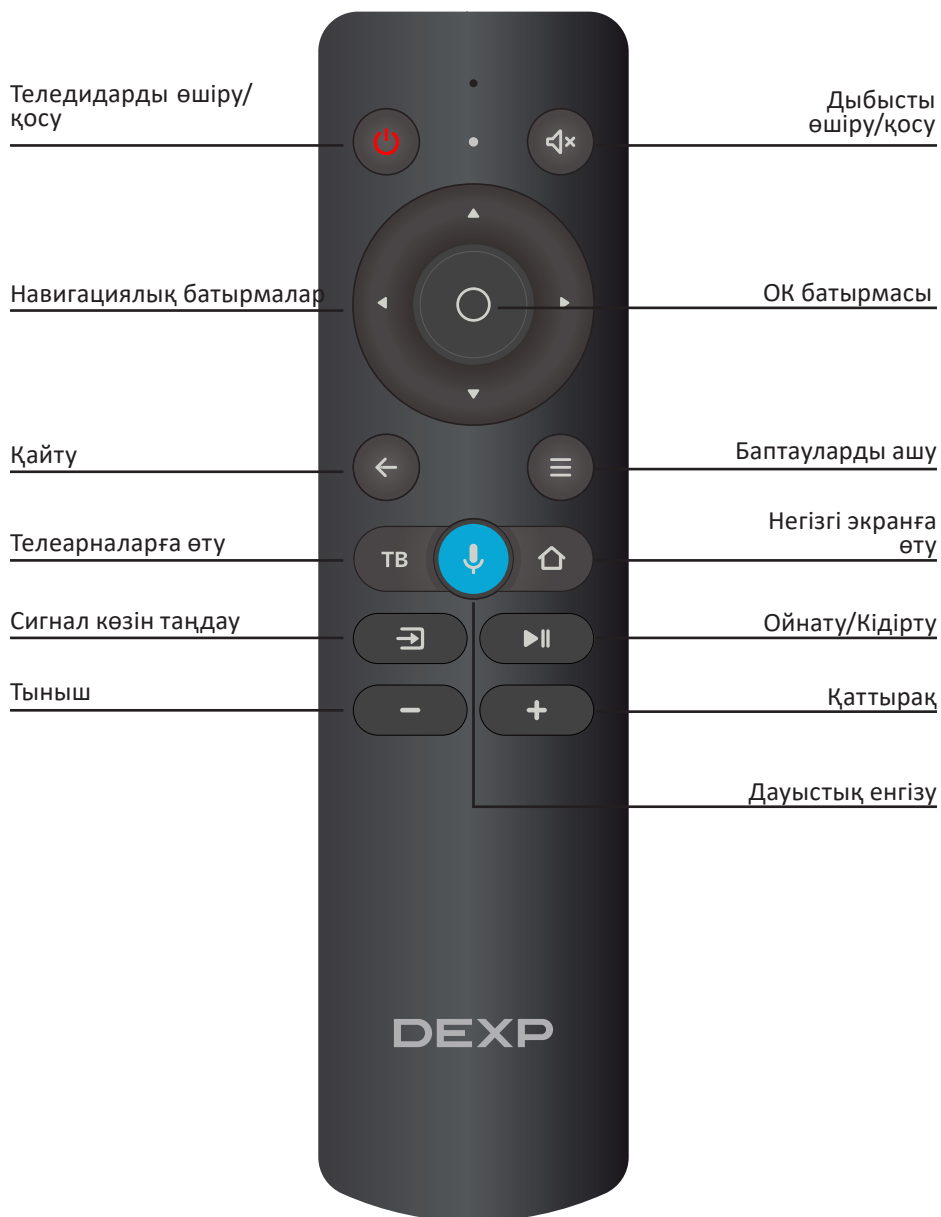 Теледидарды өшіру/
қосу
Дыбысты
өшіру/қосу
Навигациялық батырмалар
ОК батырмасы
Қайту
Баптауларды ашу
Телеарналарға өту
ТВ
Негізгі экранға
өту
Сигнал көзін таңдау
Ойнату/Кідірту
Тыныш
Қаттырақ
Дауыстық енгізу
DEXP